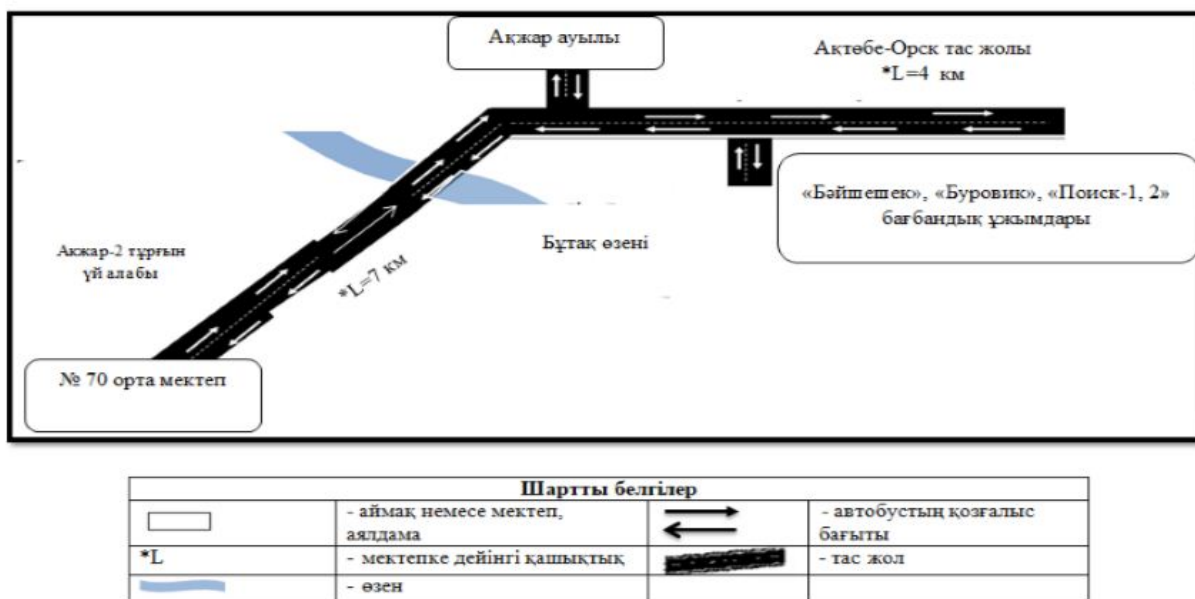 Ақжар ауылы
Ақтөбе-Орск тас жолы
*L=4 км
«Бәйшешек», «Буровик», «Поиск-1, 2»
бағбандық ұжымдары
Бұтақ өзені
Ақжар-2 тұрғын
үй алабы
*L=7 км
№ 70 орта мектеп
Шартты белгілер
- аймақ немесе мектеп,
аялдама
- автобустың қозғалыс
бағыты
*L
- мектепке дейінгі қашықтық
- тас жол
- өзен